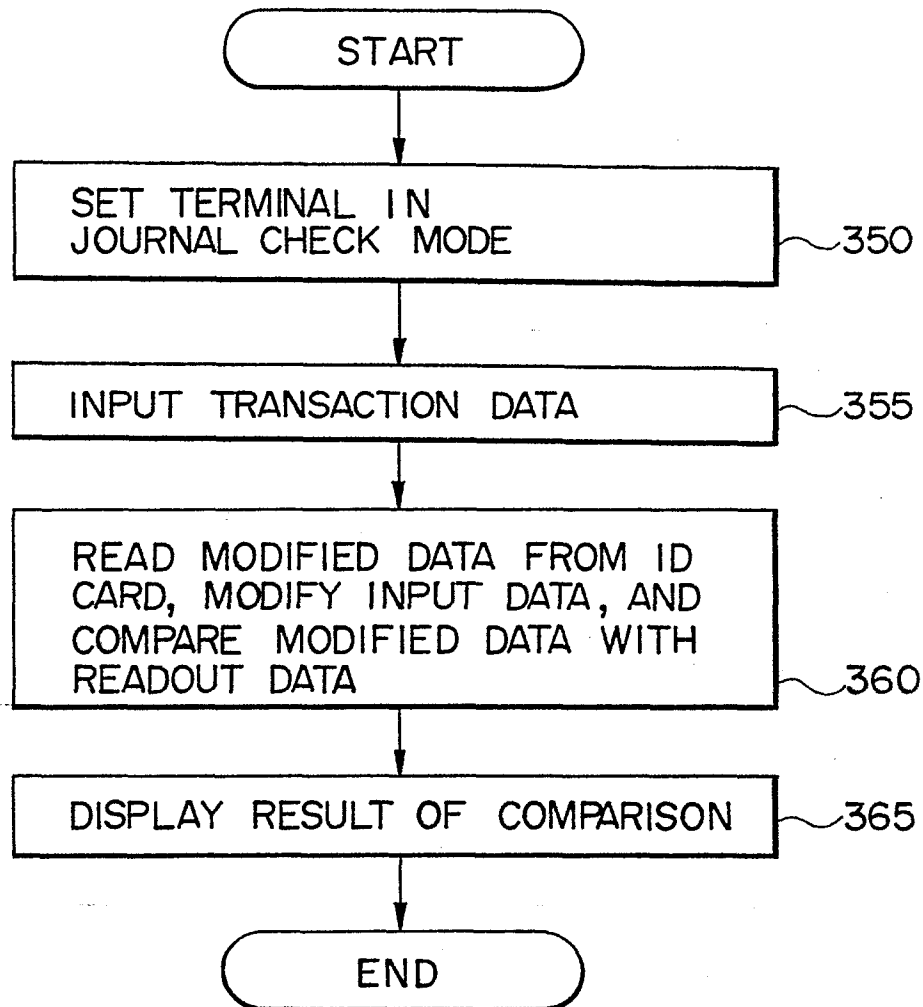 START
SET TERMINAL IN
JOURNAL CHECK MODE
350
INPUT TRANSACTION DATA
355
READ MODIFIED DATA FROM ID
CARD, MODIFY INPUT DATA, AND
COMPARE MODIFIED DATA WITH
READOUT DATA
360
DISPLAY RESULT OF COMPARISON
365
END